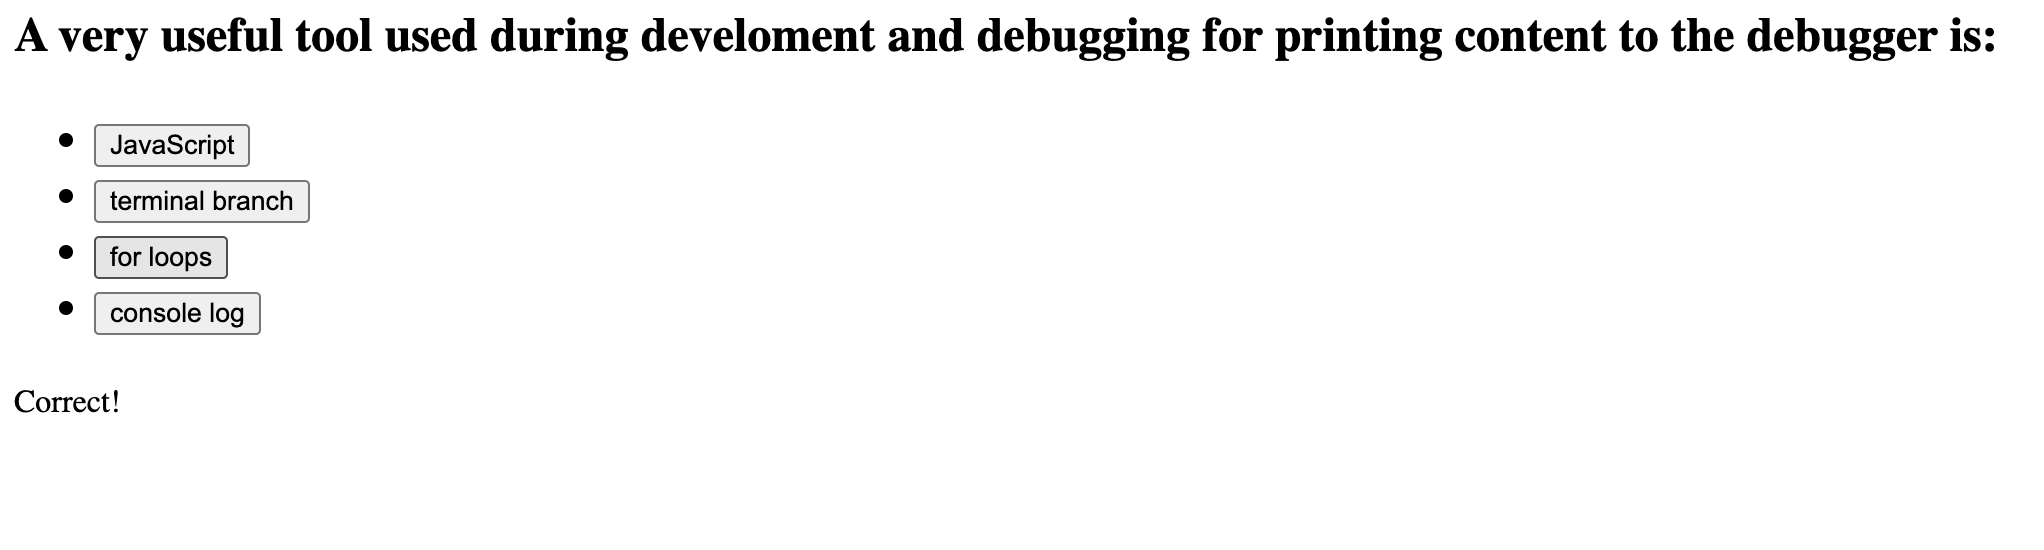 A very useful tool used during develoment and debugging for printing content to the debugger is:
JavaScript
terminal branch
for loops
console log
Correct!